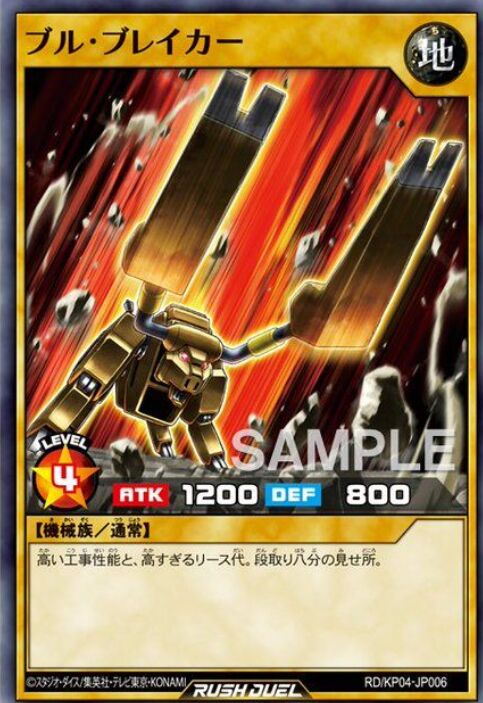 ブル・ブレイカー
地
SAMPLE
LEVEL
4
ATK 1200 DEF 800
【機械族／通常】
高い工事性能と、高すぎるリース代。段取り八分の見せ所。
©スタジオ・ダイス/集英社・テレビ東京・KONAMI
RUSH DUEL
RD/KP04-JP006